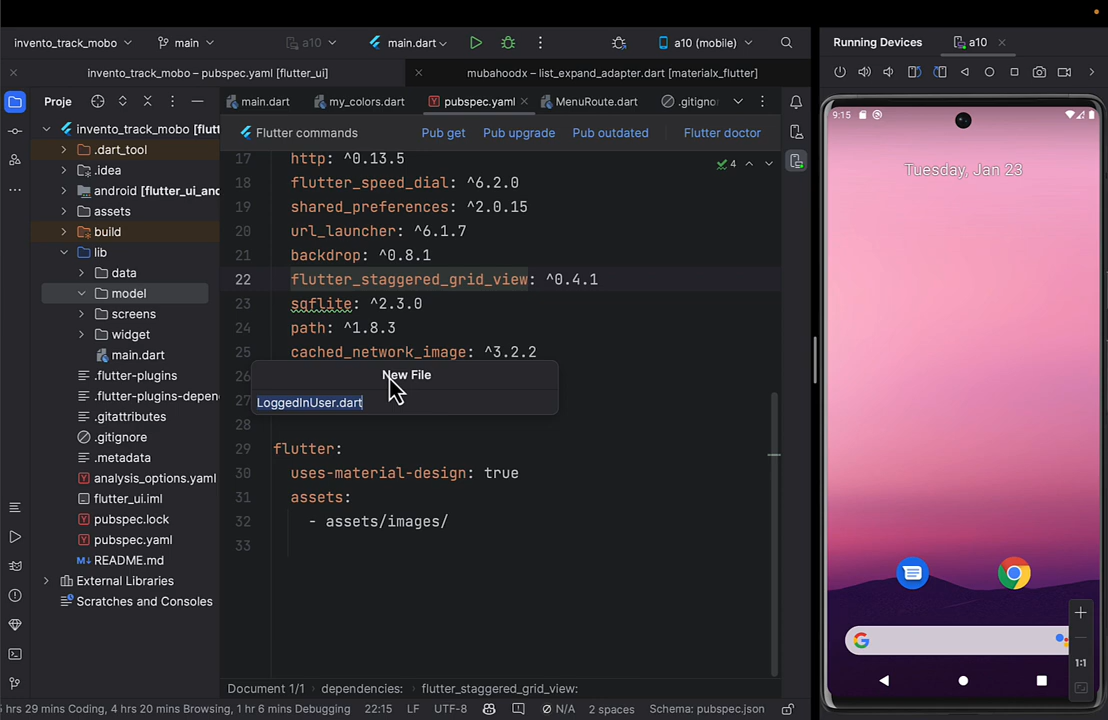 invento_track_mobo
main
a10
main.dart
a10 (mobile)
Running Devices
a10
invento_track_mobo – pubspec.yaml [flutter_ui]
mubahoodx – list_expand_adapter.dart [materialx_flutter]
Proje
main.dart
my_colors.dart
pubspec.yaml
MenuRoute.dart
.gitigno
invento_track_mobo [flutt
.dart_tool
.idea
android [flutter_ui_and
assets
build
lib
data
model
screens
widget
main.dart
.flutter-plugins
.flutter-plugins-depen
.gitattributes
.gitignore
.metadata
analysis_options.yaml
flutter_ui.iml
pubspec.lock
pubspec.yaml
README.md
External Libraries
Scratches and Consoles
Flutter commands
Pub get
Pub upgrade
Pub outdated
Flutter doctor
4
17 http: ^0.13.5
18 flutter_speed_dial: ^6.2.0
19 shared_preferences: ^2.0.15
20 url_launcher: ^6.1.7
21 backdrop: ^0.8.1
22 flutter_staggered_grid_view: ^0.4.1
23 sqflite: ^2.3.0
24 path: ^1.8.3
25 cached_network_image: ^3.2.2
26
New File
27
LoggedInUser.dart
28
29 flutter:
30 uses-material-design: true
31 assets:
32 - assets/images/
33
Document 1/1 › dependencies: › flutter_staggered_grid_view:
5 hrs 29 mins Coding, 4 hrs 20 mins Browsing, 1 hr 6 mins Debugging
22:15
LF
UTF-8
N/A
2 spaces
Schema: pubspec.json
9:15
Tuesday, Jan 23
1:1